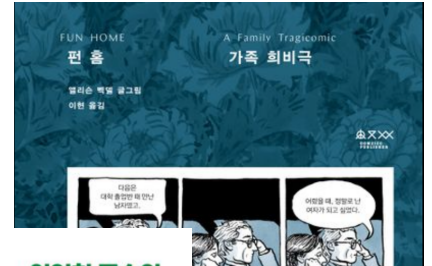 FUN HOME
펀 홈
A Family Tragicomic
가족 희비극
앨리슨 벡델 글그림
이현 옮김
다음은
대학 졸업반 때 만난
남자였고.
어렸을 때, 정말로 난
여자가 되고 싶었다.